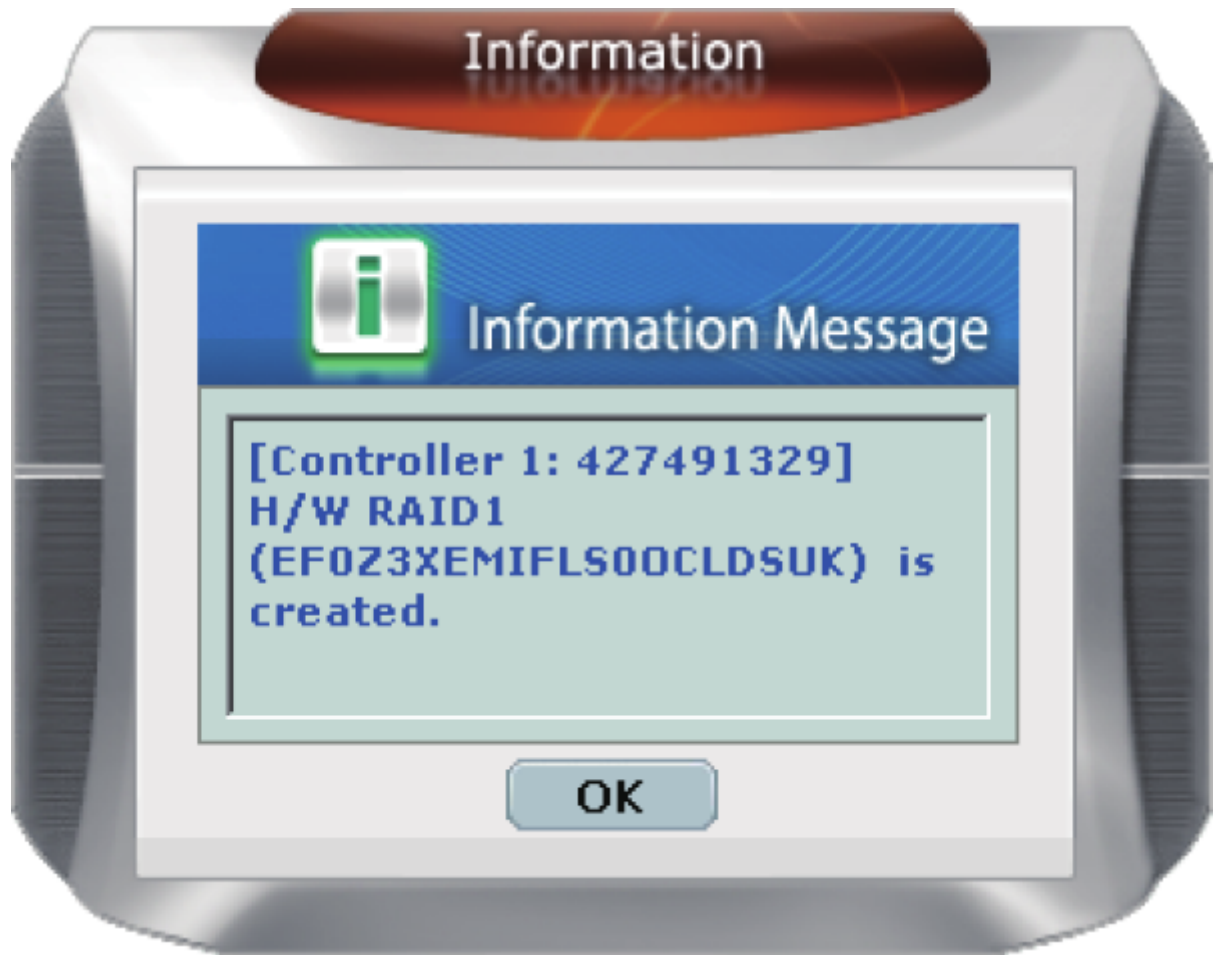 Information
Information Message
[Controller 1: 427491329]
H/W RAID1
(EF0Z3XEMIFLS00CLDSUK) is
created.
OK